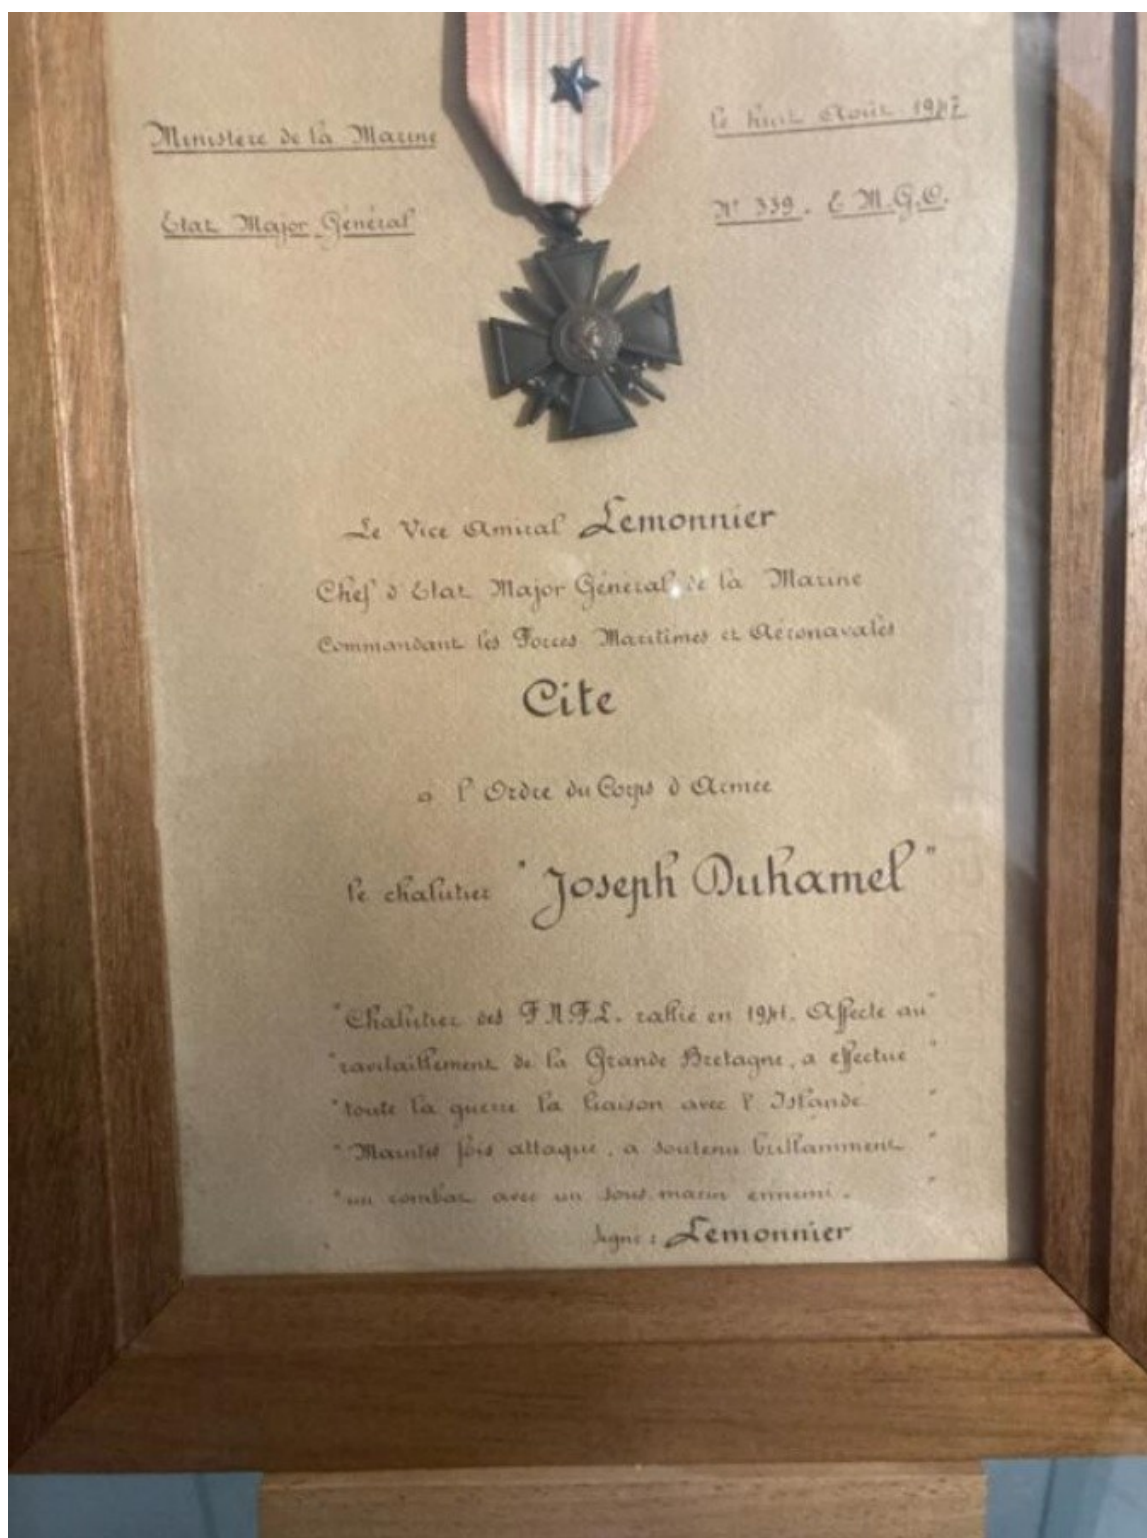 Ministere de la Marine
le huit Août 1947
Etat Major Général
N° 339. E.M.G.O.
Le Vice Amiral Lemonnier
Chef d'Etat Major Général de la Marine
Commandant les Forces Maritimes et Aéronavales
Cite
a l'Ordre du Corps d'Armée
le chalutier "Joseph Duhamel"
"Chalutier des F.N.F.L. rallié en 1941. Affecté au"
"ravitaillement de la Grande Bretagne, a effectué"
"toute la guerre la liaison avec l'Islande"
"Maintes fois attaqué, a soutenu brillamment"
"un combat avec un sous marin ennemi."
Signé: Lemonnier